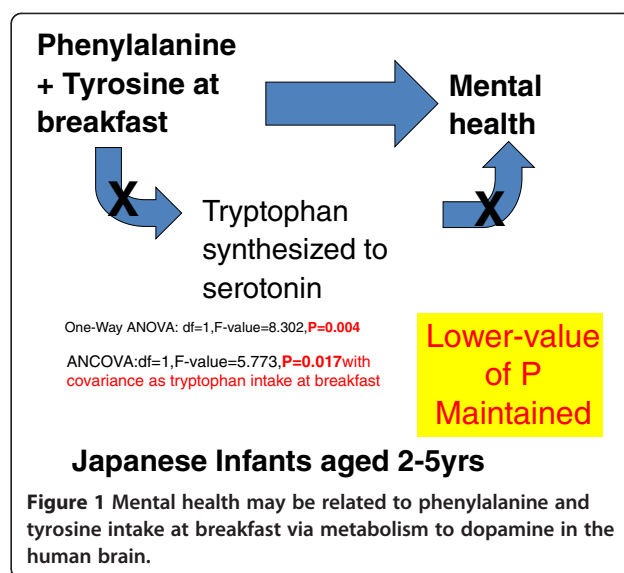 Phenylalanine
+ Tyrosine at
breakfast
Mental
health
X
X
Tryptophan
synthesized to
serotonin
One-Way ANOVA: df=1,F-value=8.302,P=0.004
ANCOVA:df=1,F-value=5.773,P=0.017with
covariance as tryptophan intake at breakfast
Lower-value
of P
Maintained
Japanese Infants aged 2-5yrs
Figure 1 Mental health may be related to phenylalanine and
tyrosine intake at breakfast via metabolism to dopamine in the
human brain.